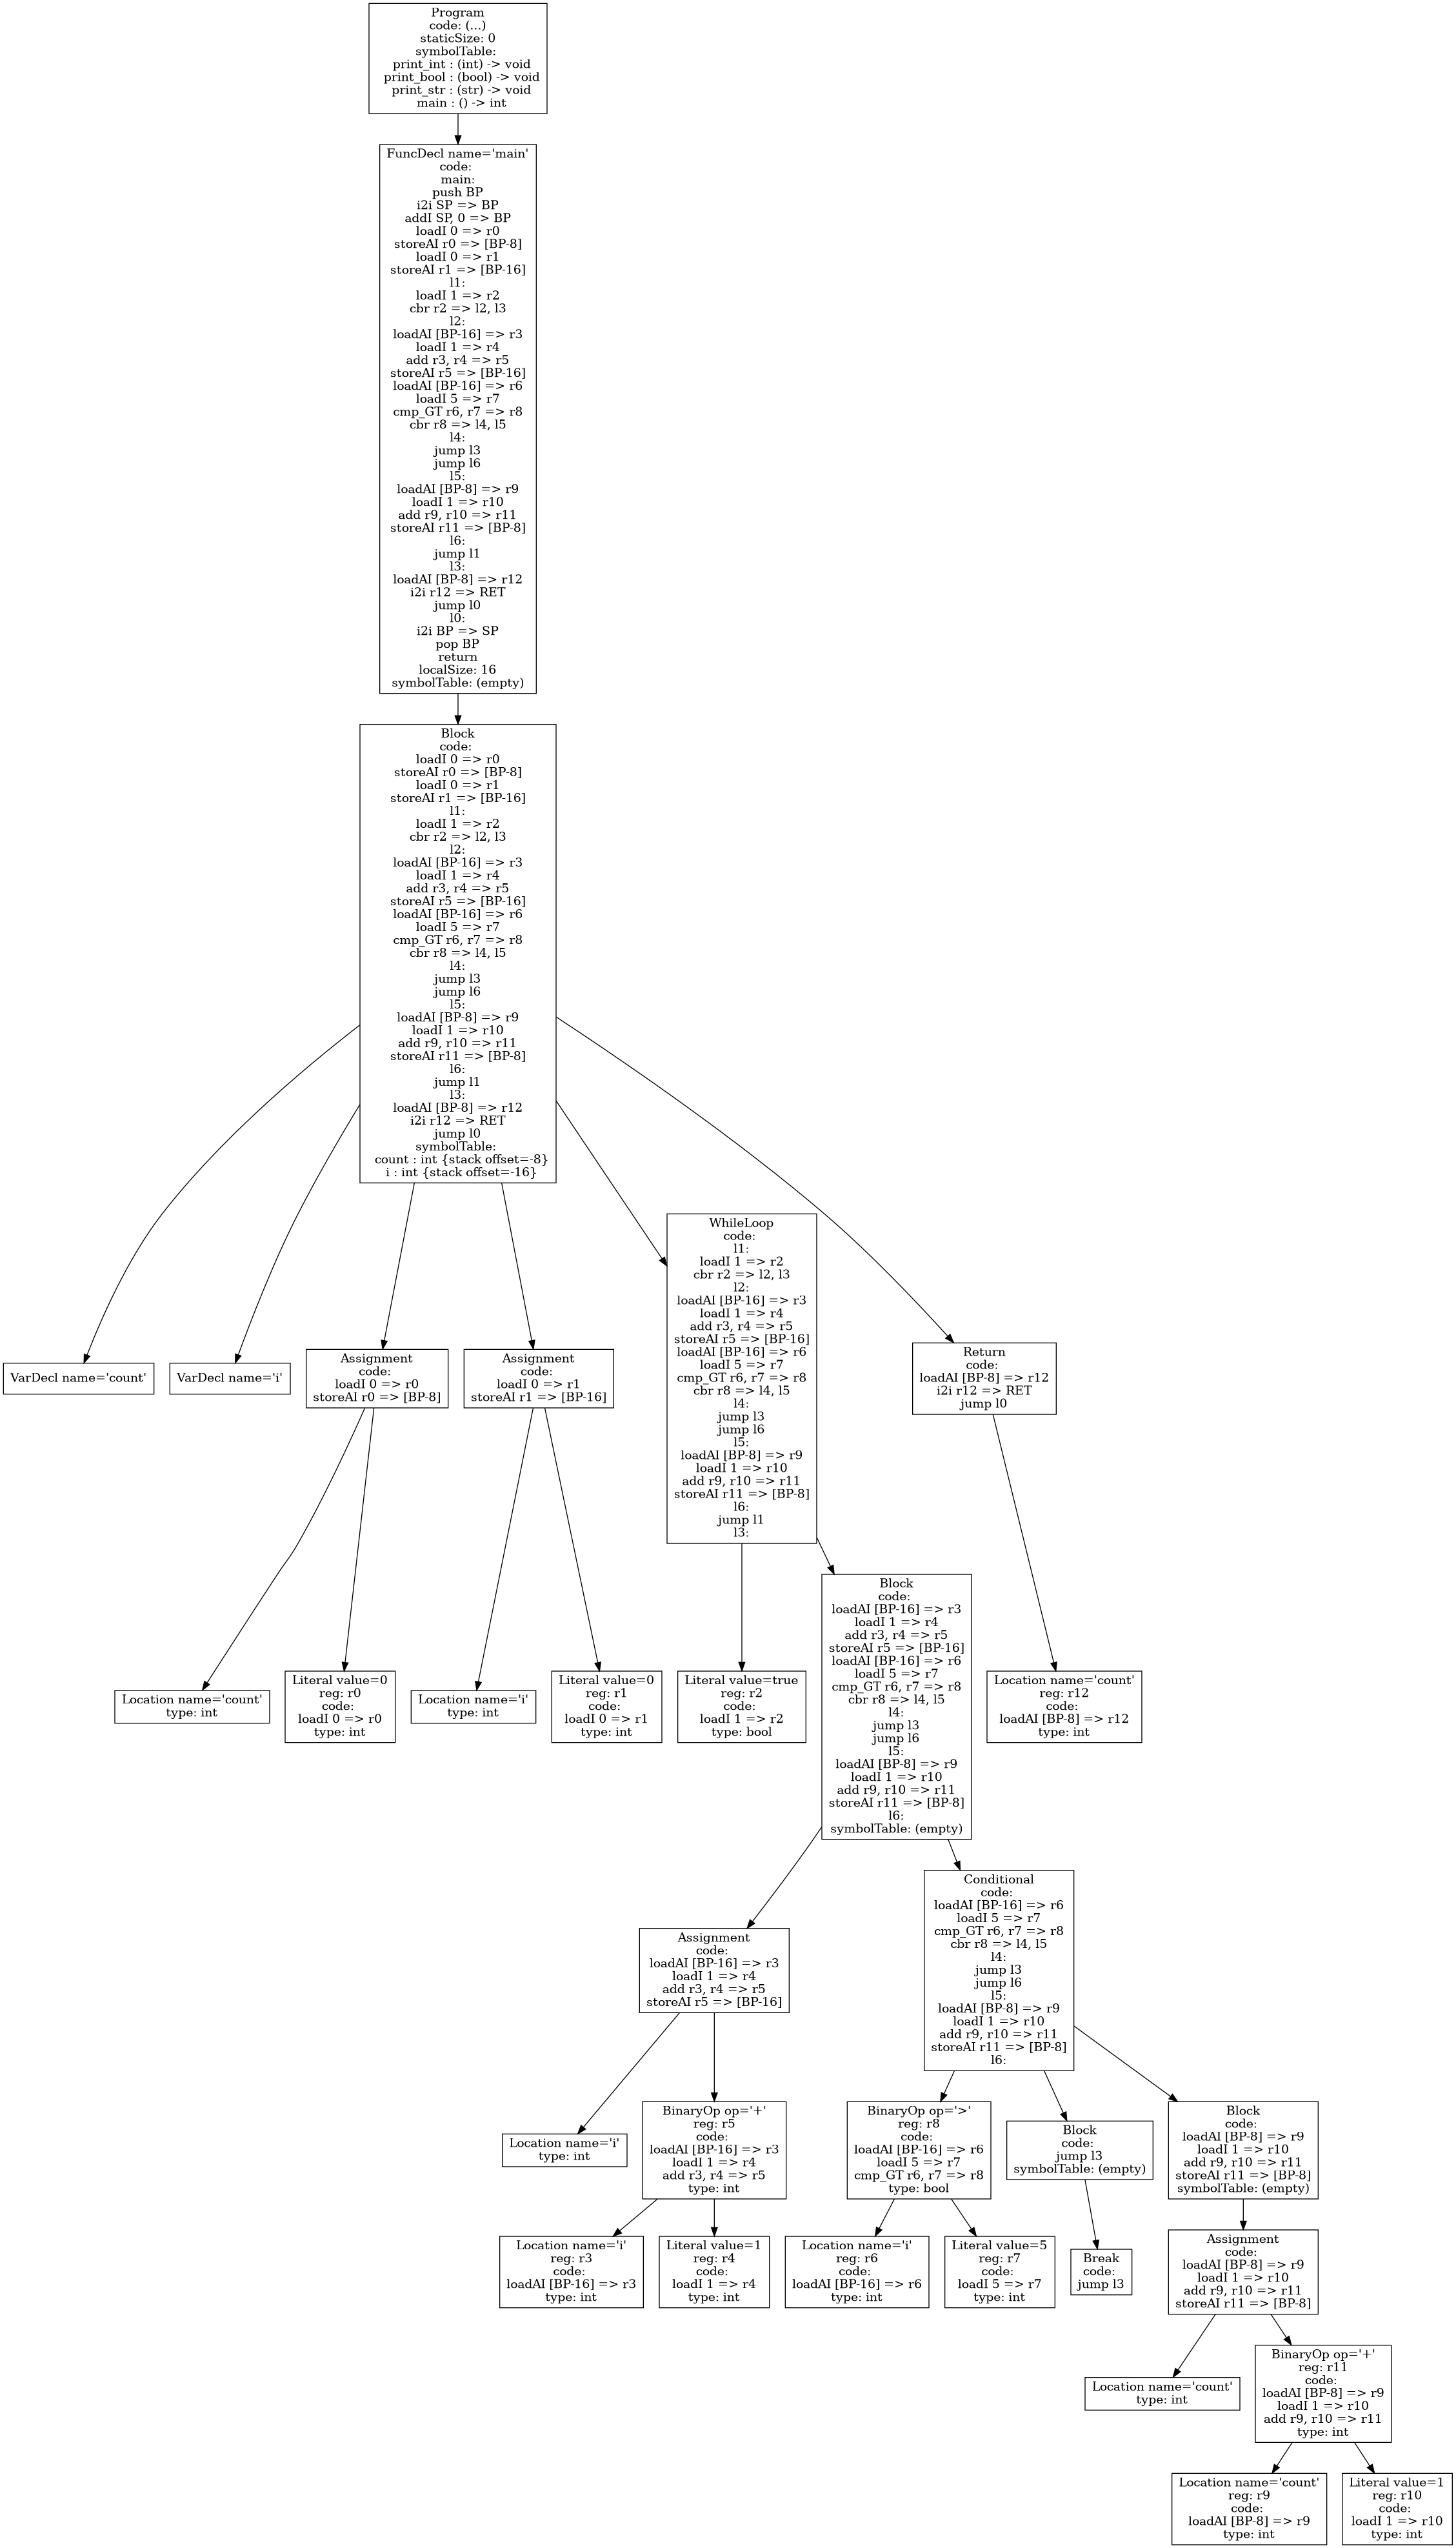 Program
code: (...)
staticSize: 0
symbolTable:
print_int : (int) -> void
print_bool : (bool) -> void
print_str : (str) -> void
main : () -> int
FuncDecl name='main'
code:
main:
push BP
i2i SP => BP
addI SP, 0 => BP
loadI 0 => r0
storeAI r0 => [BP-8]
loadI 0 => r1
storeAI r1 => [BP-16]
l1:
loadI 1 => r2
cbr r2 => l2, l3
l2:
loadAI [BP-16] => r3
loadI 1 => r4
add r3, r4 => r5
storeAI r5 => [BP-16]
loadAI [BP-16] => r6
loadI 5 => r7
cmp_GT r6, r7 => r8
cbr r8 => l4, l5
l4:
jump l3
jump l6
l5:
loadAI [BP-8] => r9
loadI 1 => r10
add r9, r10 => r11
storeAI r11 => [BP-8]
l6:
jump l1
l3:
loadAI [BP-8] => r12
i2i r12 => RET
jump l0
l0:
i2i BP => SP
pop BP
return
localSize: 16
symbolTable: (empty)
Block
code:
loadI 0 => r0
storeAI r0 => [BP-8]
loadI 0 => r1
storeAI r1 => [BP-16]
l1:
loadI 1 => r2
cbr r2 => l2, l3
l2:
loadAI [BP-16] => r3
loadI 1 => r4
add r3, r4 => r5
storeAI r5 => [BP-16]
loadAI [BP-16] => r6
loadI 5 => r7
cmp_GT r6, r7 => r8
cbr r8 => l4, l5
l4:
jump l3
jump l6
l5:
loadAI [BP-8] => r9
loadI 1 => r10
add r9, r10 => r11
storeAI r11 => [BP-8]
l6:
jump l1
l3:
loadAI [BP-8] => r12
i2i r12 => RET
jump l0
symbolTable:
count : int {stack offset=-8}
i : int {stack offset=-16}
VarDecl name='count'
VarDecl name='i'
Assignment
code:
loadI 0 => r0
storeAI r0 => [BP-8]
Assignment
code:
loadI 0 => r1
storeAI r1 => [BP-16]
WhileLoop
code:
l1:
loadI 1 => r2
cbr r2 => l2, l3
l2:
loadAI [BP-16] => r3
loadI 1 => r4
add r3, r4 => r5
storeAI r5 => [BP-16]
loadAI [BP-16] => r6
loadI 5 => r7
cmp_GT r6, r7 => r8
cbr r8 => l4, l5
l4:
jump l3
jump l6
l5:
loadAI [BP-8] => r9
loadI 1 => r10
add r9, r10 => r11
storeAI r11 => [BP-8]
l6:
jump l1
l3:
Return
code:
loadAI [BP-8] => r12
i2i r12 => RET
jump l0
Location name='count'
type: int
Literal value=0
reg: r0
code:
loadI 0 => r0
type: int
Location name='i'
type: int
Literal value=0
reg: r1
code:
loadI 0 => r1
type: int
Literal value=true
reg: r2
code:
loadI 1 => r2
type: bool
Block
code:
loadAI [BP-16] => r3
loadI 1 => r4
add r3, r4 => r5
storeAI r5 => [BP-16]
loadAI [BP-16] => r6
loadI 5 => r7
cmp_GT r6, r7 => r8
cbr r8 => l4, l5
l4:
jump l3
jump l6
l5:
loadAI [BP-8] => r9
loadI 1 => r10
add r9, r10 => r11
storeAI r11 => [BP-8]
l6:
symbolTable: (empty)
Location name='count'
reg: r12
code:
loadAI [BP-8] => r12
type: int
Assignment
code:
loadAI [BP-16] => r3
loadI 1 => r4
add r3, r4 => r5
storeAI r5 => [BP-16]
Conditional
code:
loadAI [BP-16] => r6
loadI 5 => r7
cmp_GT r6, r7 => r8
cbr r8 => l4, l5
l4:
jump l3
jump l6
l5:
loadAI [BP-8] => r9
loadI 1 => r10
add r9, r10 => r11
storeAI r11 => [BP-8]
l6:
Location name='i'
type: int
BinaryOp op='+'
reg: r5
code:
loadAI [BP-16] => r3
loadI 1 => r4
add r3, r4 => r5
type: int
BinaryOp op='>'
reg: r8
code:
loadAI [BP-16] => r6
loadI 5 => r7
cmp_GT r6, r7 => r8
type: bool
Block
code:
jump l3
symbolTable: (empty)
Block
code:
loadAI [BP-8] => r9
loadI 1 => r10
add r9, r10 => r11
storeAI r11 => [BP-8]
symbolTable: (empty)
Location name='i'
reg: r3
code:
loadAI [BP-16] => r3
type: int
Literal value=1
reg: r4
code:
loadI 1 => r4
type: int
Location name='i'
reg: r6
code:
loadAI [BP-16] => r6
type: int
Literal value=5
reg: r7
code:
loadI 5 => r7
type: int
Break
code:
jump l3
Assignment
code:
loadAI [BP-8] => r9
loadI 1 => r10
add r9, r10 => r11
storeAI r11 => [BP-8]
Location name='count'
type: int
BinaryOp op='+'
reg: r11
code:
loadAI [BP-8] => r9
loadI 1 => r10
add r9, r10 => r11
type: int
Location name='count'
reg: r9
code:
loadAI [BP-8] => r9
type: int
Literal value=1
reg: r10
code:
loadI 1 => r10
type: int